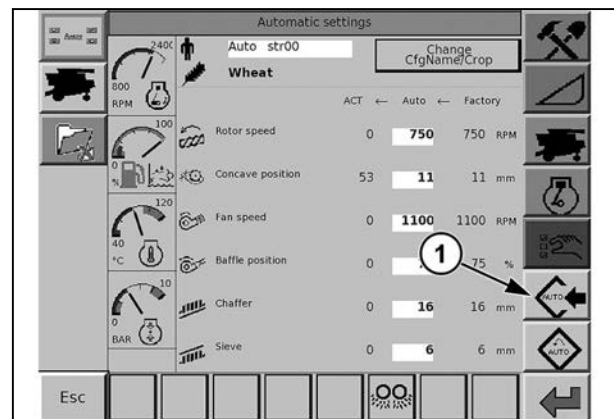 Automatic settings
Auto str00
Change
CfgName/Crop
Wheat
ACT ← Auto ← Factory
Rotor speed 0 750 750 RPM
Concave position 53 11 11 mm
Fan speed 0 1100 1100 RPM
Baffle position 0 75 %
Chaffer 0 16 16 mm
Sieve 0 6 6 mm
800
RPM
100
0
%
120
40
°C
10
0
BAR
1
AUTO
AUTO
Esc